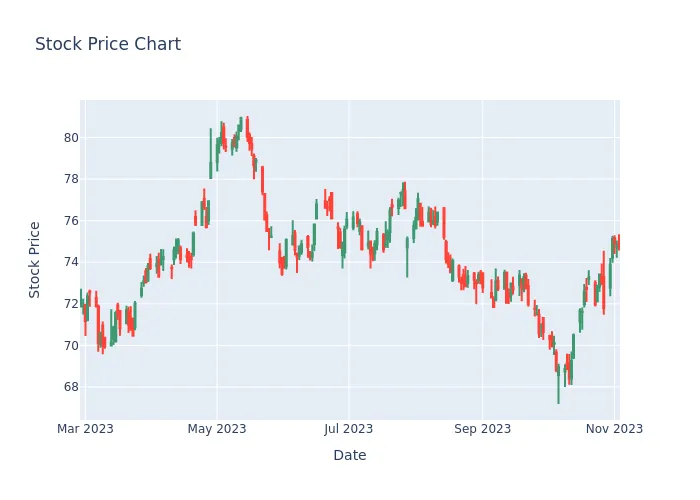 Stock Price Chart
80
78
76
74
72
70
68
Stock Price
Mar 2023
May 2023
Jul 2023
Sep 2023
Nov 2023
Date